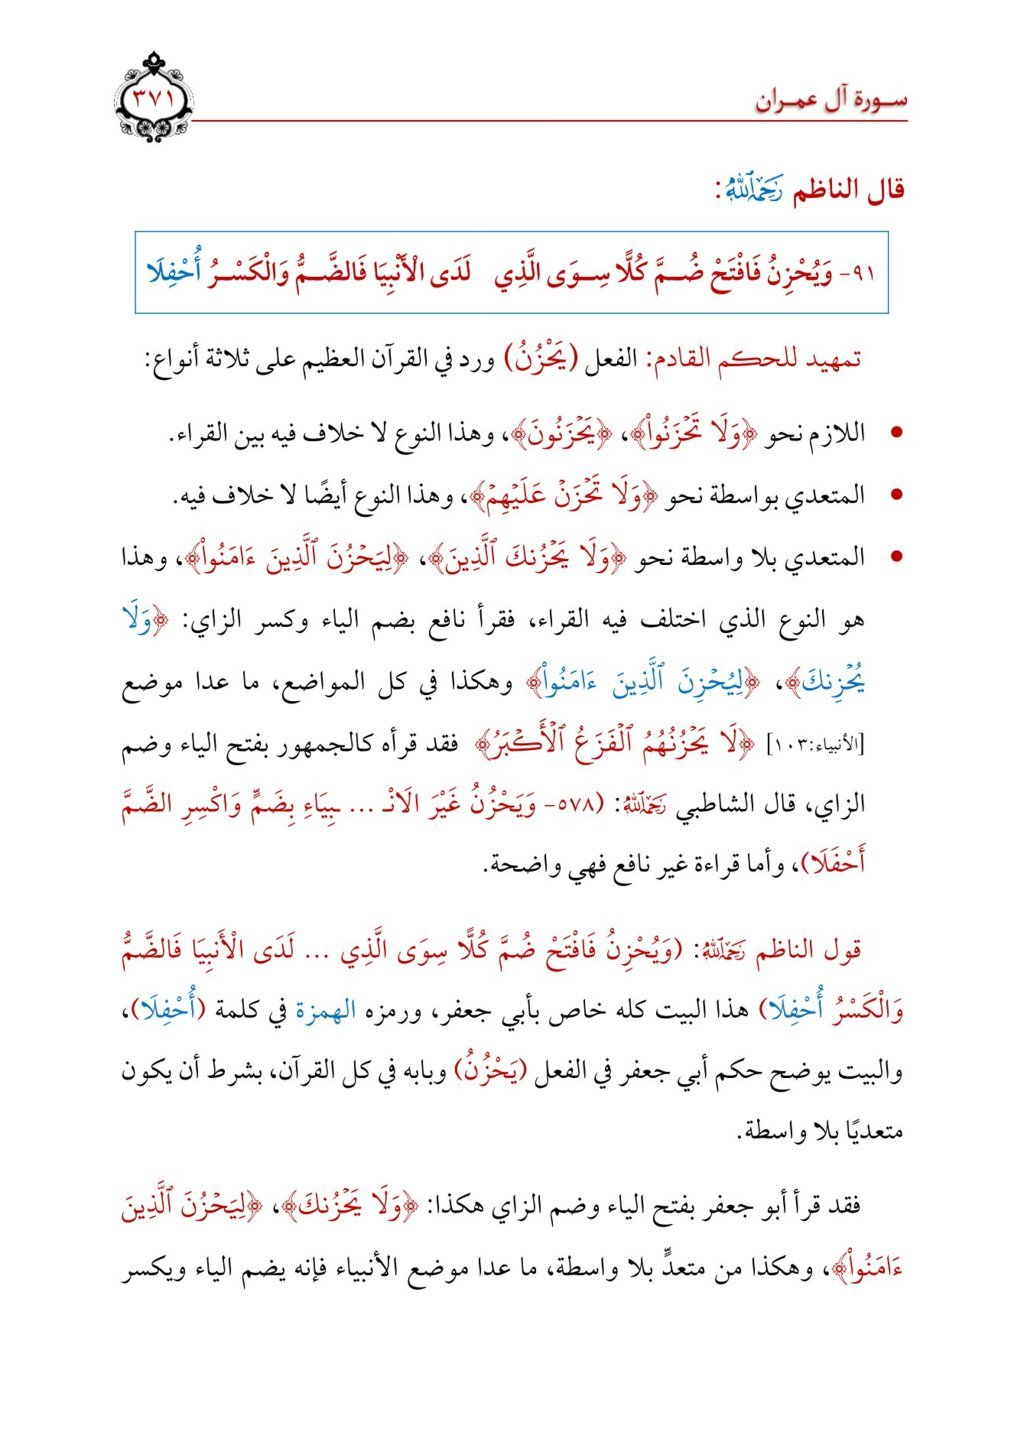 سورة آل عمران
٣٧١
قال الناظم رَحِمَهُ ٱللَّهُ:
٩١- وَيُحْزِنُ فَافْتَحْ ضُمَّ كُلًّا سِوَى الَّذِي لَدَى الْأَنْبِيَا فَالضَّمُّ وَالْكَسْرُ أُحْفِلَا
تمهيد للحكم القادم: الفعل (يَحْزُنُ) ورد في القرآن العظيم على ثلاثة أنواع:
• اللازم نحو ﴿وَلَا تَحۡزَنُواْ﴾، ﴿يَحۡزَنُونَ﴾، وهذا النوع لا خلاف فيه بين القراء.
• المتعدي بواسطة نحو ﴿وَلَا تَحۡزَنۡ عَلَيۡهِمۡ﴾، وهذا النوع أيضًا لا خلاف فيه.
• المتعدي بلا واسطة نحو ﴿وَلَا يَحۡزُنكَ ٱلَّذِينَ﴾، ﴿لِيَحۡزُنَ ٱلَّذِينَ ءَامَنُواْ﴾، وهذا
هو النوع الذي اختلف فيه القراء، فقرأ نافع بضم الياء وكسر الزاي: ﴿وَلَا
يُحۡزِنكَ﴾، ﴿لِيُحۡزِنَ ٱلَّذِينَ ءَامَنُواْ﴾ وهكذا في كل المواضع، ما عدا موضع
[الأنبياء:١٠٣] ﴿لَا يَحۡزُنُهُمُ ٱلۡفَزَعُ ٱلۡأَكۡبَرُ﴾ فقد قرأه كالجمهور بفتح الياء وضم
الزاي، قال الشاطبي رَحِمَهُ ٱللَّهُ: (٥٧٨- وَيَحْزُنُ غَيْرَ الَانْـ ... ـبِيَاءِ بِضَمٍّ وَاكْسِرِ الضَّمَّ
أَحْفَلَا)، وأما قراءة غير نافع فهي واضحة.
قول الناظم رَحِمَهُ ٱللَّهُ: (وَيُحْزِنُ فَافْتَحْ ضُمَّ كُلًّا سِوَى الَّذِي ... لَدَى الْأَنبِيَا فَالضَّمُّ
وَالْكَسْرُ أُحْفِلَا) هذا البيت كله خاص بأبي جعفر، ورمزه الهمزة في كلمة (أُحْفِلَا)،
والبيت يوضح حكم أبي جعفر في الفعل (يَحْزُنُ) وبابه في كل القرآن، بشرط أن يكون
متعديًا بلا واسطة.
فقد قرأ أبو جعفر بفتح الياء وضم الزاي هكذا: ﴿وَلَا يَحۡزُنكَ﴾، ﴿لِيَحۡزُنَ ٱلَّذِينَ
ءَامَنُواْ﴾، وهكذا من متعدٍّ بلا واسطة، ما عدا موضع الأنبياء فإنه يضم الياء ويكسر